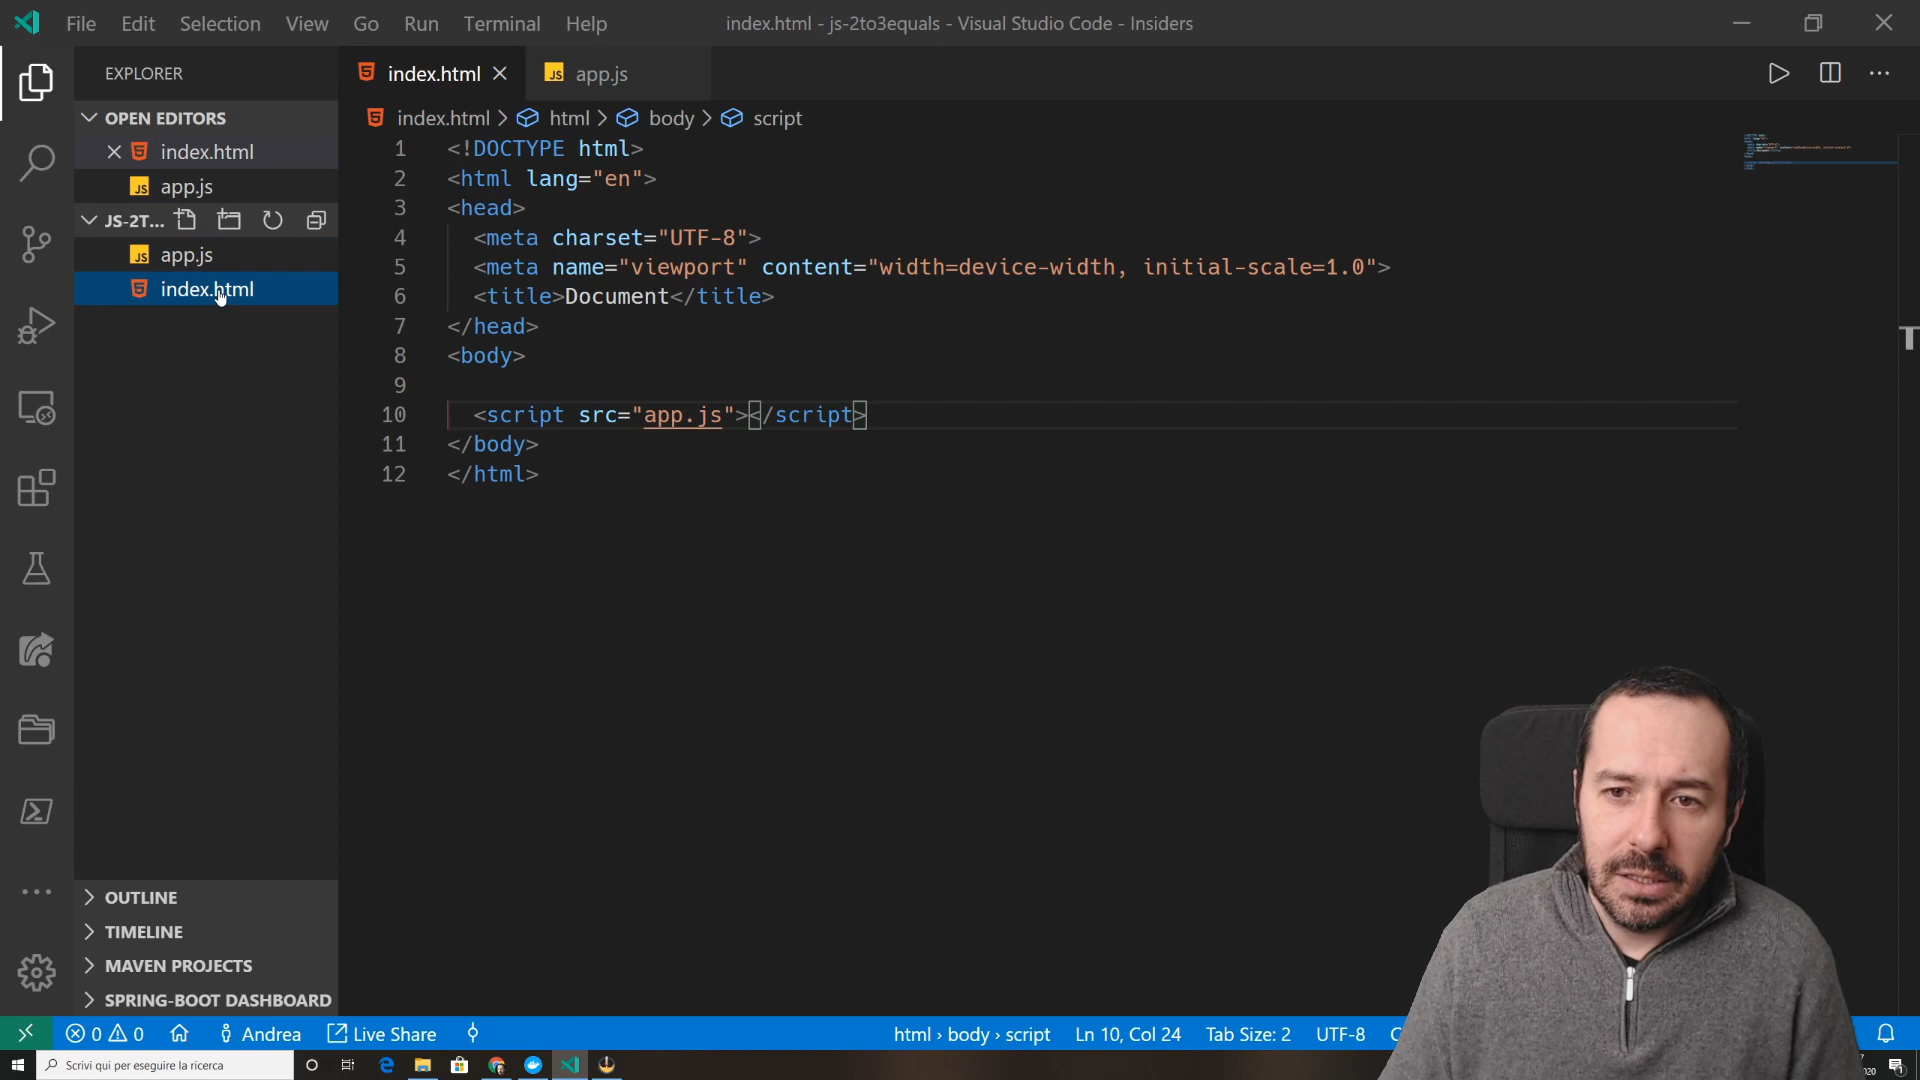 File Edit Selection View Go Run Terminal Help
index.html - js-2to3equals - Visual Studio Code - Insiders
EXPLORER
OPEN EDITORS
index.html
JS app.js
JS-2T...
JS app.js
index.html
OUTLINE
TIMELINE
MAVEN PROJECTS
SPRING-BOOT DASHBOARD
index.html
JS app.js
index.html > html > body > script
1 <!DOCTYPE html>
2 <html lang="en">
3 <head>
4 <meta charset="UTF-8">
5 <meta name="viewport" content="width=device-width, initial-scale=1.0">
6 <title>Document</title>
7 </head>
8 <body>
9
10 <script src="app.js"></script>
11 </body>
12 </html>
0 0 Andrea Live Share
html › body › script Ln 10, Col 24 Tab Size: 2 UTF-8
Scrivi qui per eseguire la ricerca